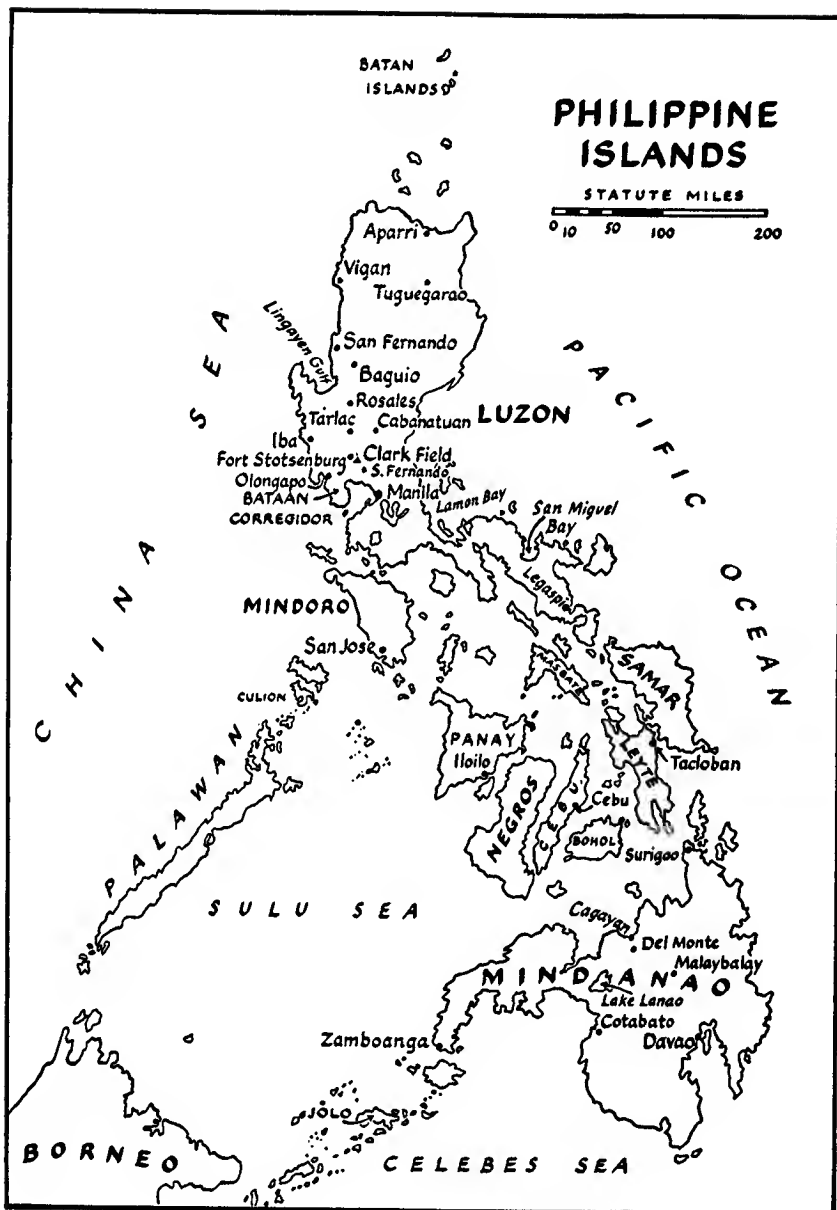 BATAN
ISLANDS
PHILIPPINE
ISLANDS
STATUTE MILES
0 10 50 100 200
Aparri
Vigan
Tuguegarao
Lingayen Gulf
San Fernando
Baguio
Rosales
LUZON
Tarlac
Cabanatuan
Iba
Clark Field
Fort Stotsenburg
S. Fernando
Olongapo
BATAAN
Manila
Lamon Bay
San Miguel
Bay
CORREGIDOR
CHINA SEA
PACIFIC OCEAN
Legaspi
MINDORO
San Jose
MASBATE
SAMAR
CULION
PANAY
Iloilo
LEYTE
Tacloban
PALAWAN
NEGROS
CEBU
Cebu
BOHOL
Surigao
SULU SEA
Cagayan
Del Monte
Malaybalay
MINDANAO
Lake Lanao
Cotabato
Zamboanga
Davao
JOLO
BORNEO
CELEBES SEA